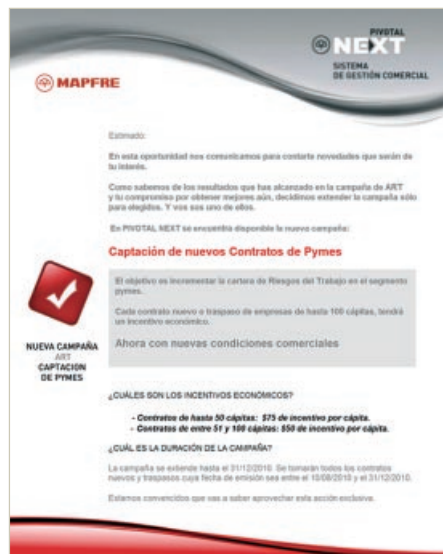 PIVOTAL
NEXT
SISTEMA
DE GESTIÓN COMERCIAL
MAPFRE
Estimado:
En esta oportunidad nos comunicamos para contarte novedades que serán de
tu interés.
Como sabemos de los resultados que has alcanzado en la campaña de ART
y tu compromiso por obtener mejores aún, decidimos extender la campaña sólo
para elegidos. Y vos sos uno de ellos.
En PIVOTAL NEXT se encuentra disponible la nueva campaña:
Captación de nuevos Contratos de Pymes
El objetivo es incrementar la cartera de Riesgos del Trabajo en el segmento
pymes.
Cada contrato nuevo o traspaso de empresas de hasta 100 cápitas, tendrá
un incentivo económico.
Ahora con nuevas condiciones comerciales
NUEVA CAMPAÑA
ART
CAPTACION
DE PYMES
¿CUÁLES SON LOS INCENTIVOS ECONÓMICOS?
- Contratos de hasta 50 cápitas: $75 de incentivo por cápita.
- Contratos de entre 51 y 100 cápitas: $50 de incentivo por cápita.
¿CUÁL ES LA DURACIÓN DE LA CAMPAÑA?
La campaña se extiende hasta el 31/12/2010. Se tomarán todos los contratos
nuevos y traspasos cuya fecha de emisión sea entre el 10/08/2010 y el 31/12/2010.
Estamos convencidos que vas a saber aprovechar esta acción exclusiva.